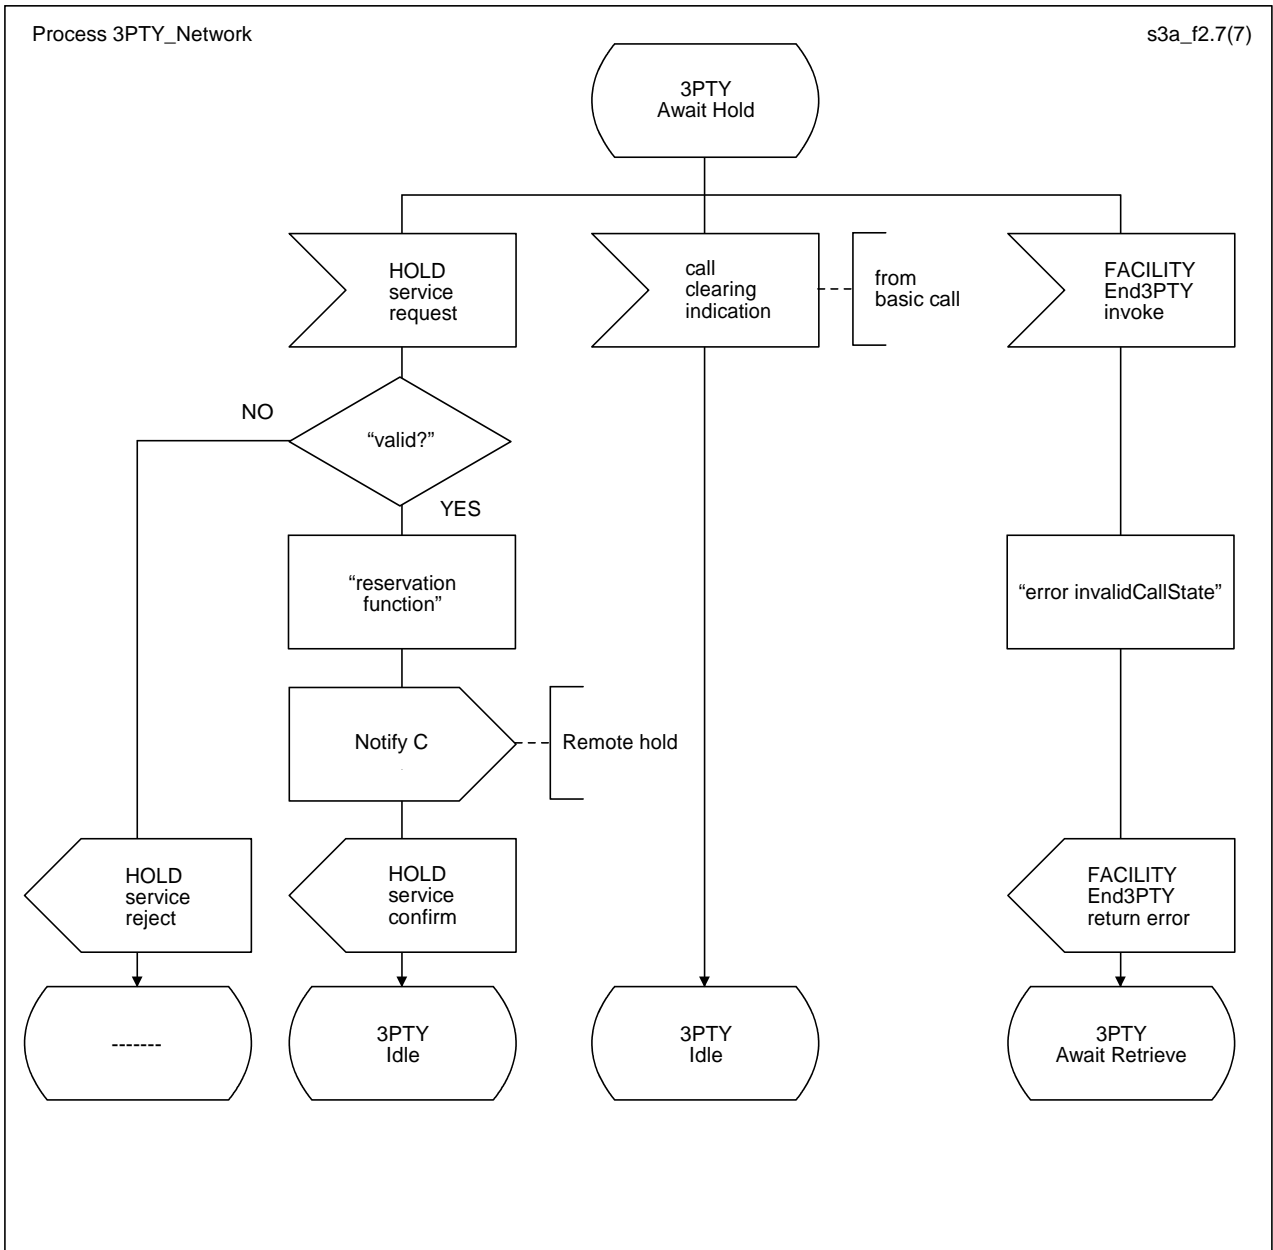 Process 3PTY_Network
s3a_f2.7(7)
3PTY
Await Hold
HOLD
service
request
call
clearing
indication
from
basic call
FACILITY
End3PTY
invoke
NO
“valid?”
YES
“reservation
function”
“error invalidCallState”
Notify C
Remote hold
HOLD
service
reject
HOLD
service
confirm
FACILITY
End3PTY
return error
-------
3PTY
Idle
3PTY
Idle
3PTY
Await Retrieve